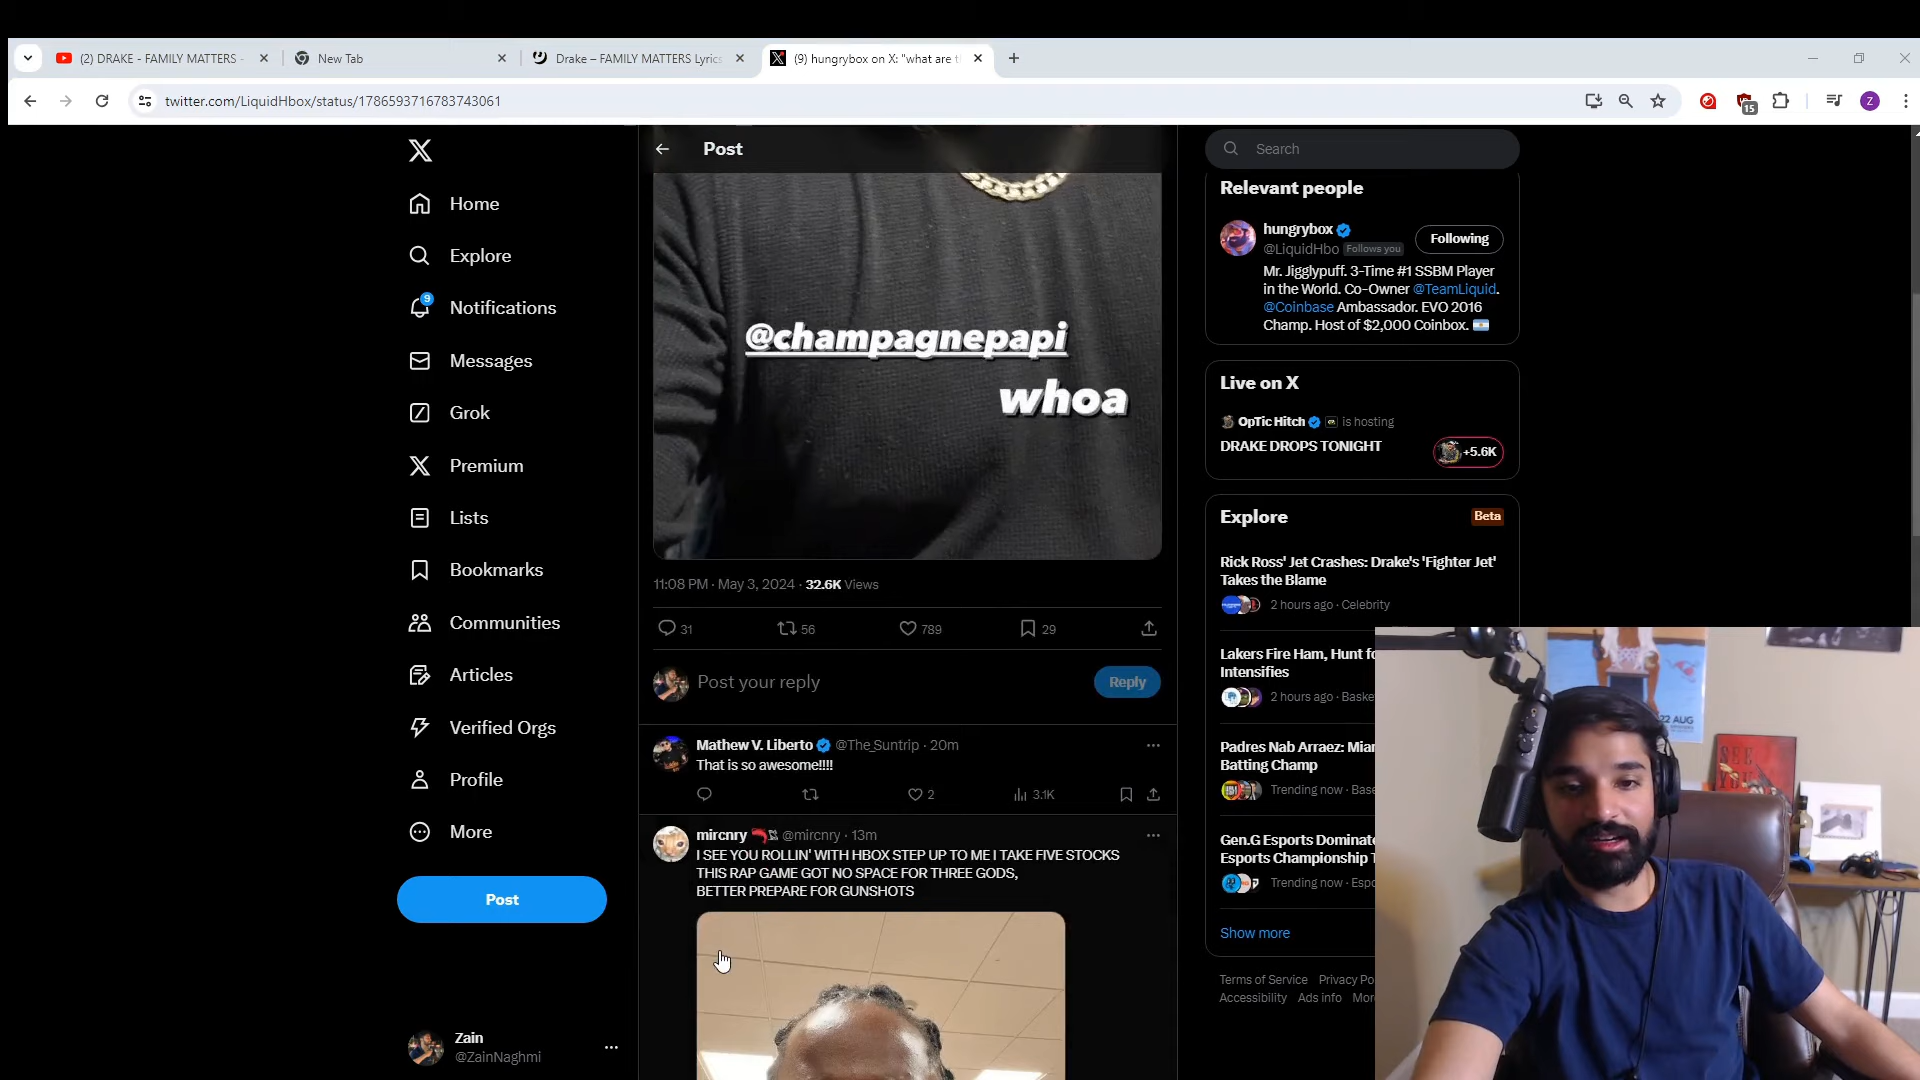 (2) DRAKE - FAMILY MATTERS -
New Tab
Drake – FAMILY MATTERS Lyrics
(9) hungrybox on X: "what are t
twitter.com/LiquidHbox/status/1786593716783743061
15
Z
Home
Explore
9
Notifications
Messages
Grok
Premium
Lists
Bookmarks
Communities
Articles
Verified Orgs
Profile
More
Post
Zain
@ZainNaghmi
Post
@champagnepapi
whoa
11:08 PM · May 3, 2024 · 32.6K Views
31 56 789 29
Post your reply
Reply
Mathew V. Liberto @The_Suntrip · 20m
That is so awesome!!!!
2 3.1K
mircnry @mircnry · 13m
I SEE YOU ROLLIN' WITH HBOX STEP UP TO ME I TAKE FIVE STOCKS
THIS RAP GAME GOT NO SPACE FOR THREE GODS,
BETTER PREPARE FOR GUNSHOTS
Search
Relevant people
hungrybox
@LiquidHbo Follows you
Following
Mr. Jigglypuff. 3-Time #1 SSBM Player
in the World. Co-Owner @TeamLiquid.
@Coinbase Ambassador. EVO 2016
Champ. Host of $2,000 Coinbox.
Live on X
OpTic Hitch is hosting
DRAKE DROPS TONIGHT
+5.6K
Explore
Beta
Rick Ross' Jet Crashes: Drake's 'Fighter Jet'
Takes the Blame
2 hours ago · Celebrity
Lakers Fire Ham, Hunt fo
Intensifies
2 hours ago · Baske
Padres Nab Arraez: Miar
Batting Champ
Trending now · Base
Gen.G Esports Dominate
Esports Championship T
Trending now · Espo
Show more
Terms of Service Privacy Po
Accessibility Ads info Mor
22 AUG
SEE
YOU